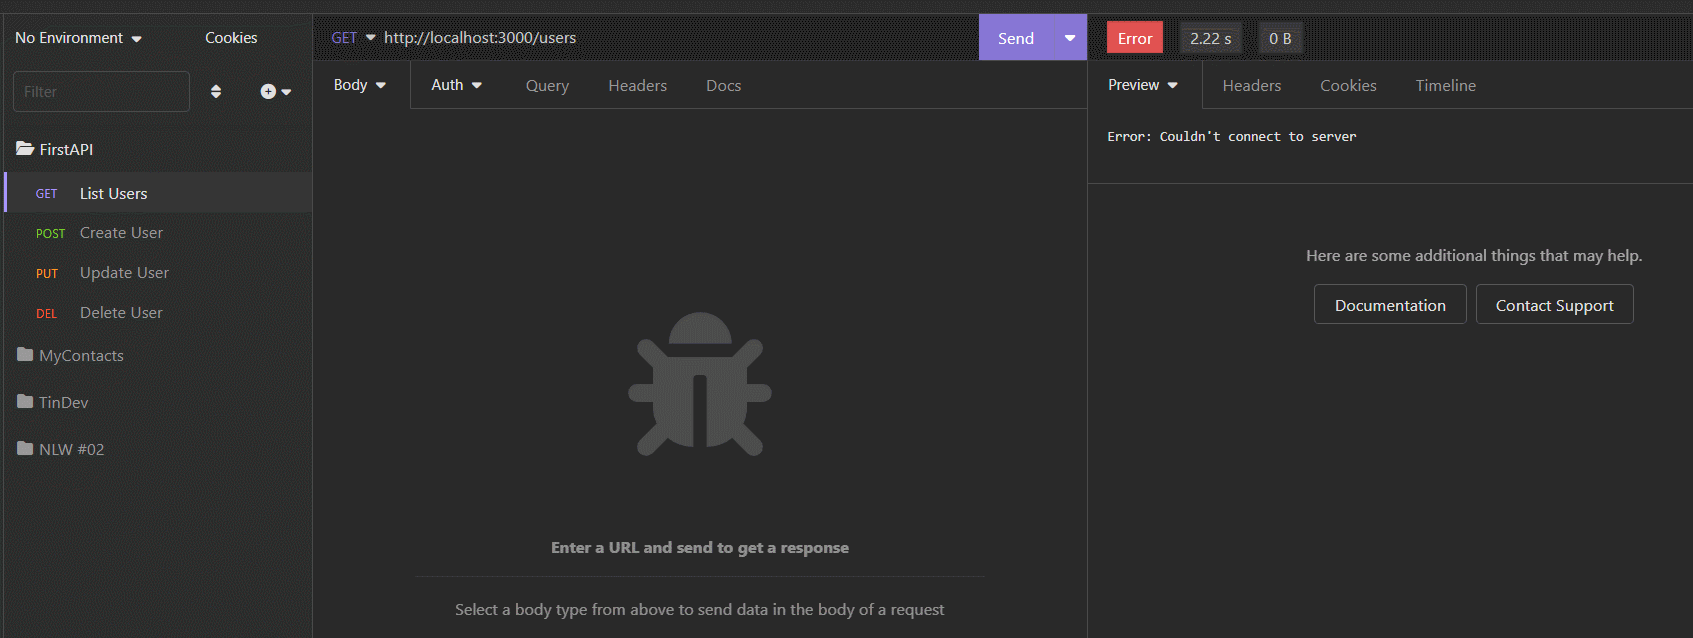 No Environment
Cookies
Filter
FirstAPI
GET List Users
POST Create User
PUT Update User
DEL Delete User
MyContacts
TinDev
NLW #02
GET http://localhost:3000/users
Send
Body Auth Query Headers Docs
Enter a URL and send to get a response
Select a body type from above to send data in the body of a request
Error 2.22 s 0 B
Preview Headers Cookies Timeline
Error: Couldn't connect to server
Here are some additional things that may help.
Documentation Contact Support